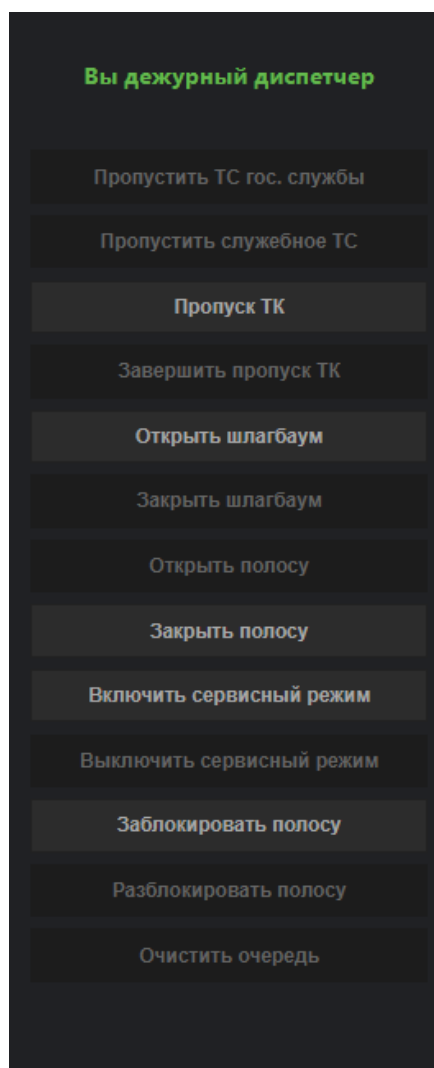 Вы дежурный диспетчер
Пропустить ТС гос. службы
Пропустить служебное ТС
Пропуск ТК
Завершить пропуск ТК
Открыть шлагбаум
Закрыть шлагбаум
Открыть полосу
Закрыть полосу
Включить сервисный режим
Выключить сервисный режим
Заблокировать полосу
Разблокировать полосу
Очистить очередь